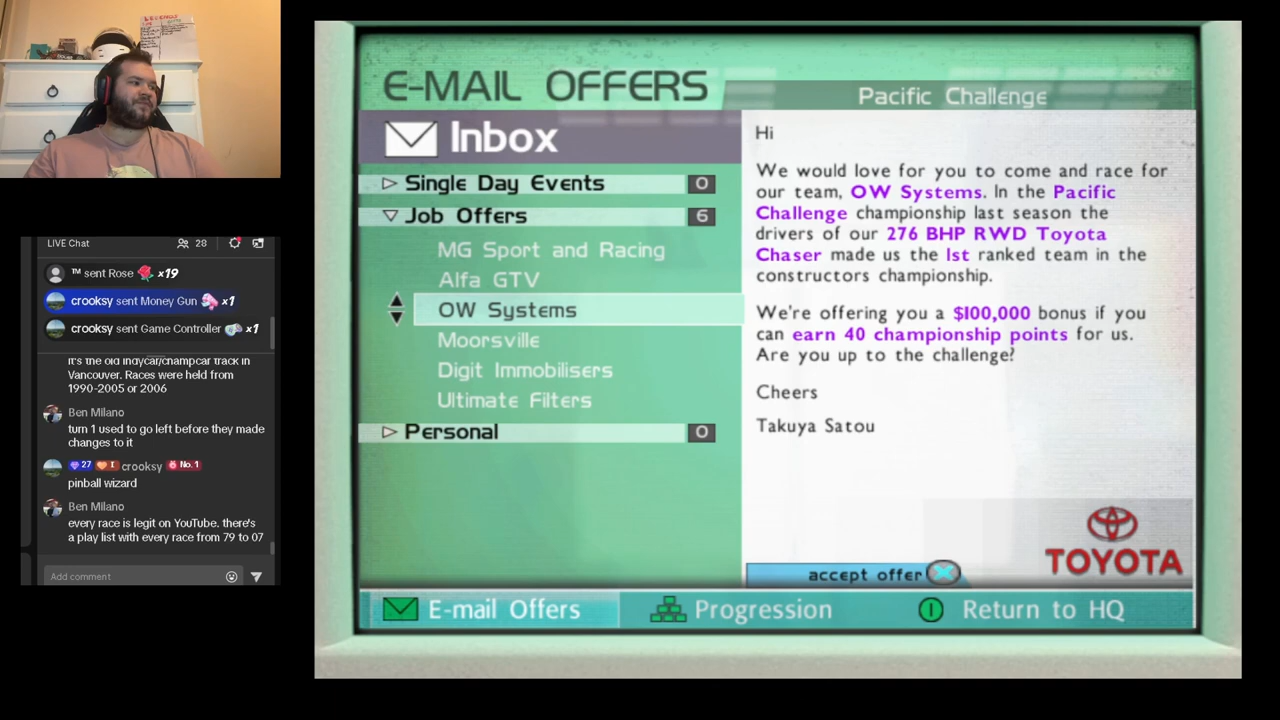 LEGENDS
LIVE Chat
28
™ sent Rose x19
crooksy sent Money Gun x1
crooksy sent Game Controller x1
it's the old indycar/champcar track in
Vancouver. Races were held from
1990-2005 or 2006
Ben Milano
turn 1 used to go left before they made
changes to it
27 I crooksy No. 1
pinball wizard
Ben Milano
every race is legit on YouTube. there's
a play list with every race from 79 to 07
Add comment
E-MAIL OFFERS
Pacific Challenge
Inbox
Single Day Events 0
Job Offers 6
MG Sport and Racing
Alfa GTV
OW Systems
Moorsville
Digit Immobilisers
Ultimate Filters
Personal 0
Hi
We would love for you to come and race for
our team, OW Systems. In the Pacific
Challenge championship last season the
drivers of our 276 BHP RWD Toyota
Chaser made us the 1st ranked team in the
constructors championship.
We're offering you a $100,000 bonus if you
can earn 40 championship points for us.
Are you up to the challenge?
Cheers
Takuya Satou
TOYOTA
accept offer
E-mail Offers
Progression
Return to HQ